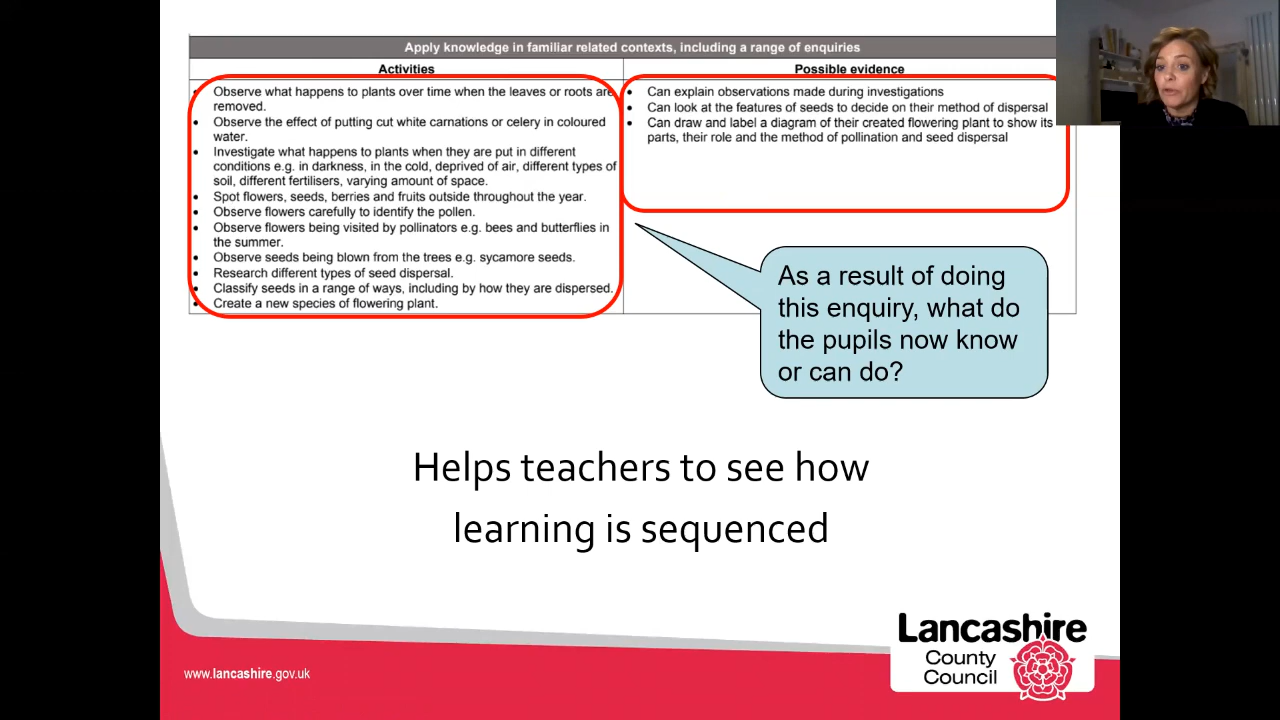 Apply knowledge in familiar related contexts, including a range of enquiries
Activities
Observe what happens to plants over time when the leaves or roots are
removed.
Observe the effect of putting cut white carnations or celery in coloured
water.
Investigate what happens to plants when they are put in different
conditions e.g. in darkness, in the cold, deprived of air, different types of
soil, different fertilisers, varying amount of space.
Spot flowers, seeds, berries and fruits outside throughout the year.
Observe flowers carefully to identify the pollen.
Observe flowers being visited by pollinators e.g. bees and butterflies in
the summer.
Observe seeds being blown from the trees e.g. sycamore seeds.
Research different types of seed dispersal.
Classify seeds in a range of ways, including by how they are dispersed.
Create a new species of flowering plant.
Possible evidence
Can explain observations made during investigations
Can look at the features of seeds to decide on their method of dispersal
Can draw and label a diagram of their created flowering plant to show its
parts, their role and the method of pollination and seed dispersal
As a result of doing
this enquiry, what do
the pupils now know
or can do?
Helps teachers to see how
learning is sequenced
www.lancashire.gov.uk
Lancashire
County
Council